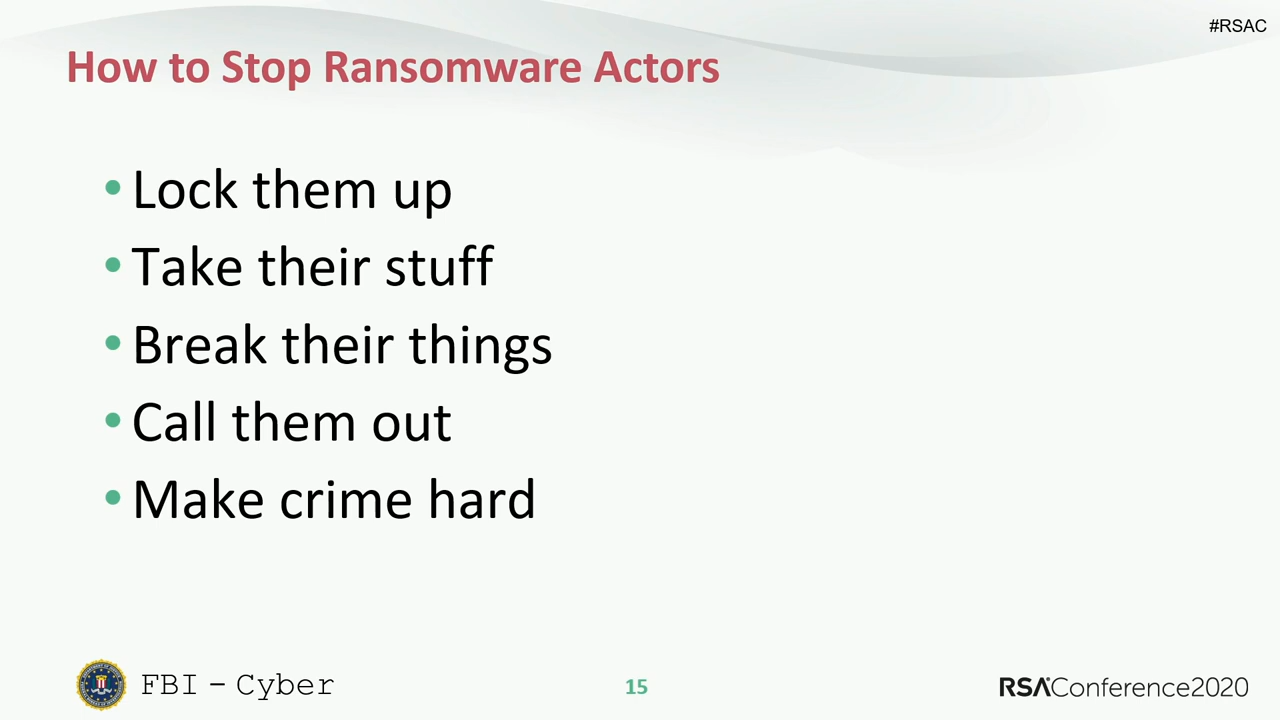 #RSAC
How to Stop Ransomware Actors
• Lock them up
• Take their stuff
• Break their things
• Call them out
• Make crime hard
FBI - Cyber
15
RSAConference2020